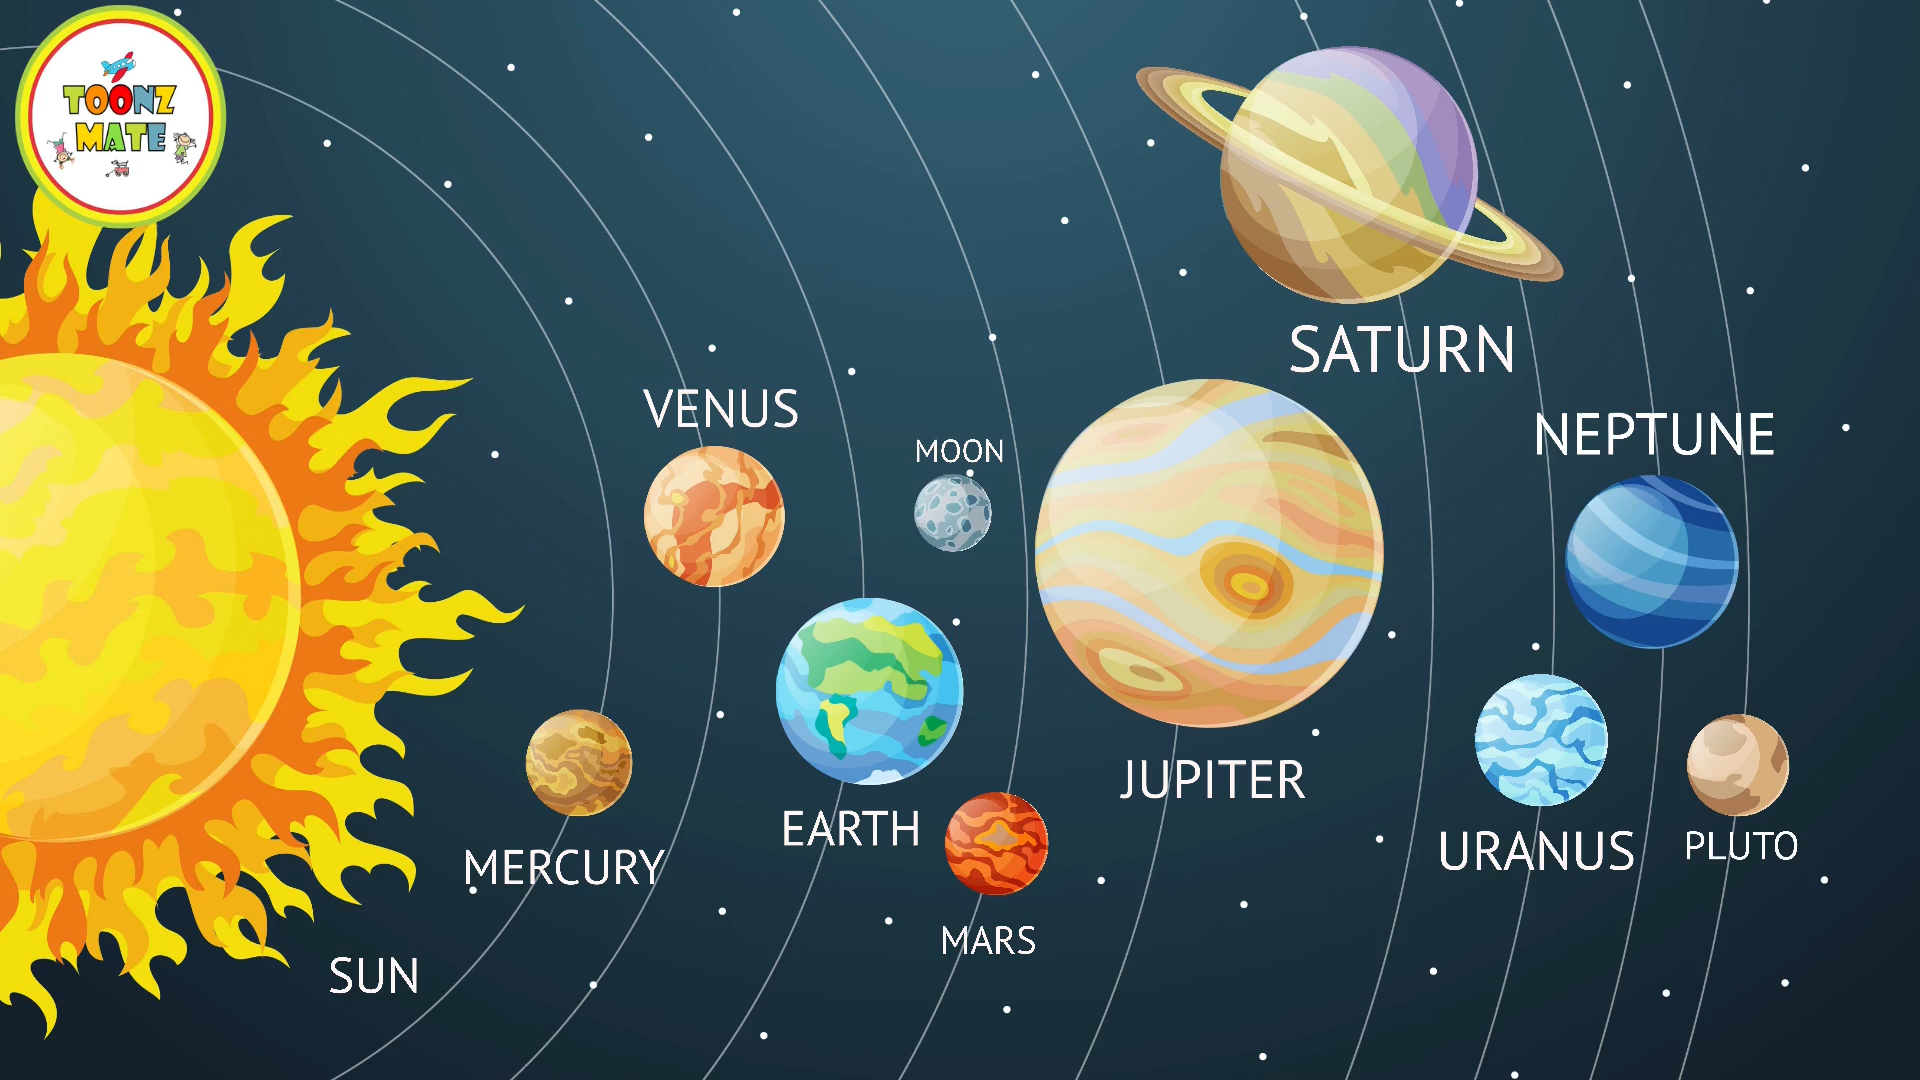 TOONZ
MATE
SATURN
VENUS
NEPTUNE
MOON
JUPITER
EARTH
URANUS
PLUTO
MERCURY
MARS
SUN